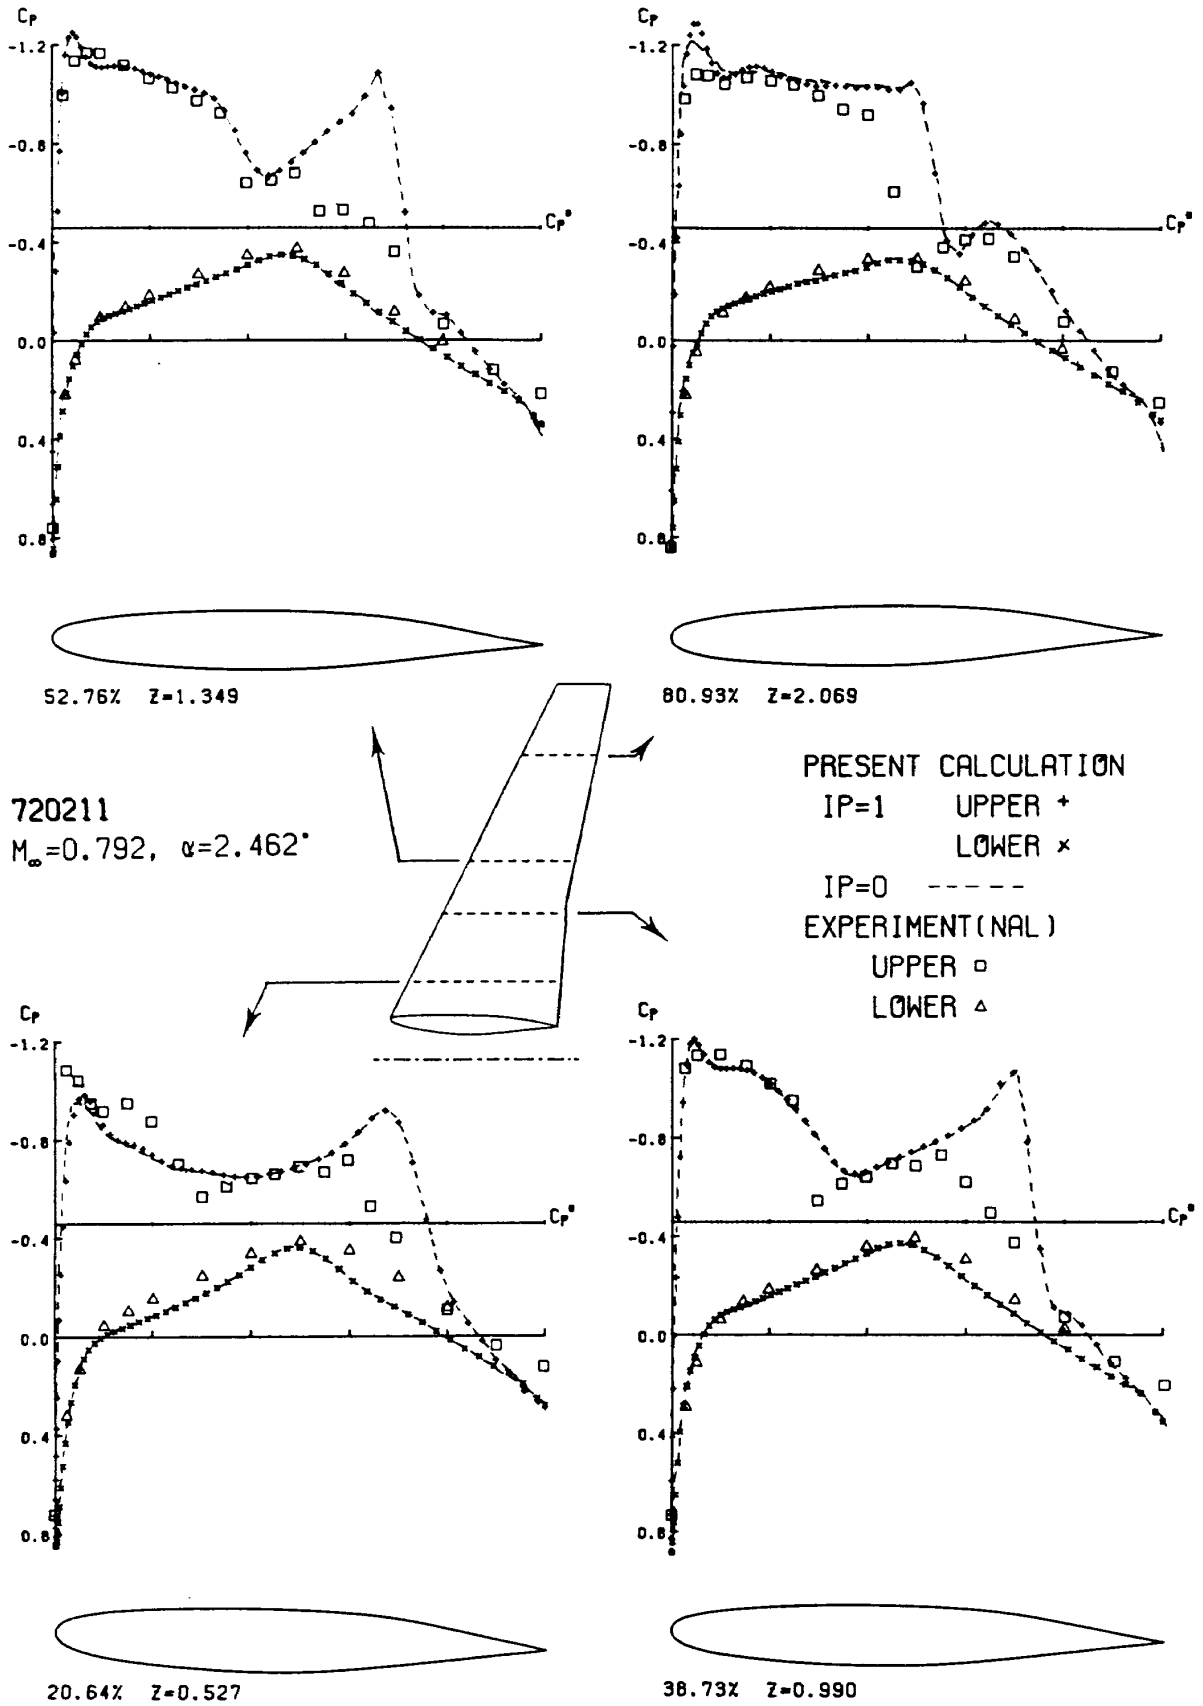 Cp
-1.2
-0.8
-0.4
0.0
0.4
0.8
Cp*
52.76% Z=1.349
Cp
-1.2
-0.8
-0.4
0.0
0.4
0.8
Cp*
80.93% Z=2.069
720211
M∞=0.792, α=2.462°
PRESENT CALCULATION
IP=1 UPPER +
LOWER ×
IP=0 -----
EXPERIMENT(NAL)
UPPER □
LOWER △
Cp
-1.2
-0.8
-0.4
0.0
0.4
0.8
Cp*
20.64% Z=0.527
Cp
-1.2
-0.8
-0.4
0.0
0.4
0.8
Cp*
38.73% Z=0.990